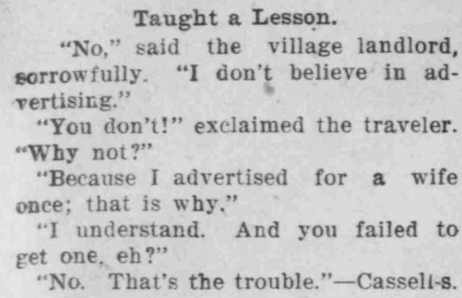 Taught a Lesson.
"No," said the village landlord,
sorrowfully. "I don't believe in ad-
vertising."
"You don't!" exclaimed the traveler.
"Why not?"
"Because I advertised for a wife
once; that is why."
"I understand. And you failed to
get one, eh?"
"No. That's the trouble."—Cassell-s.